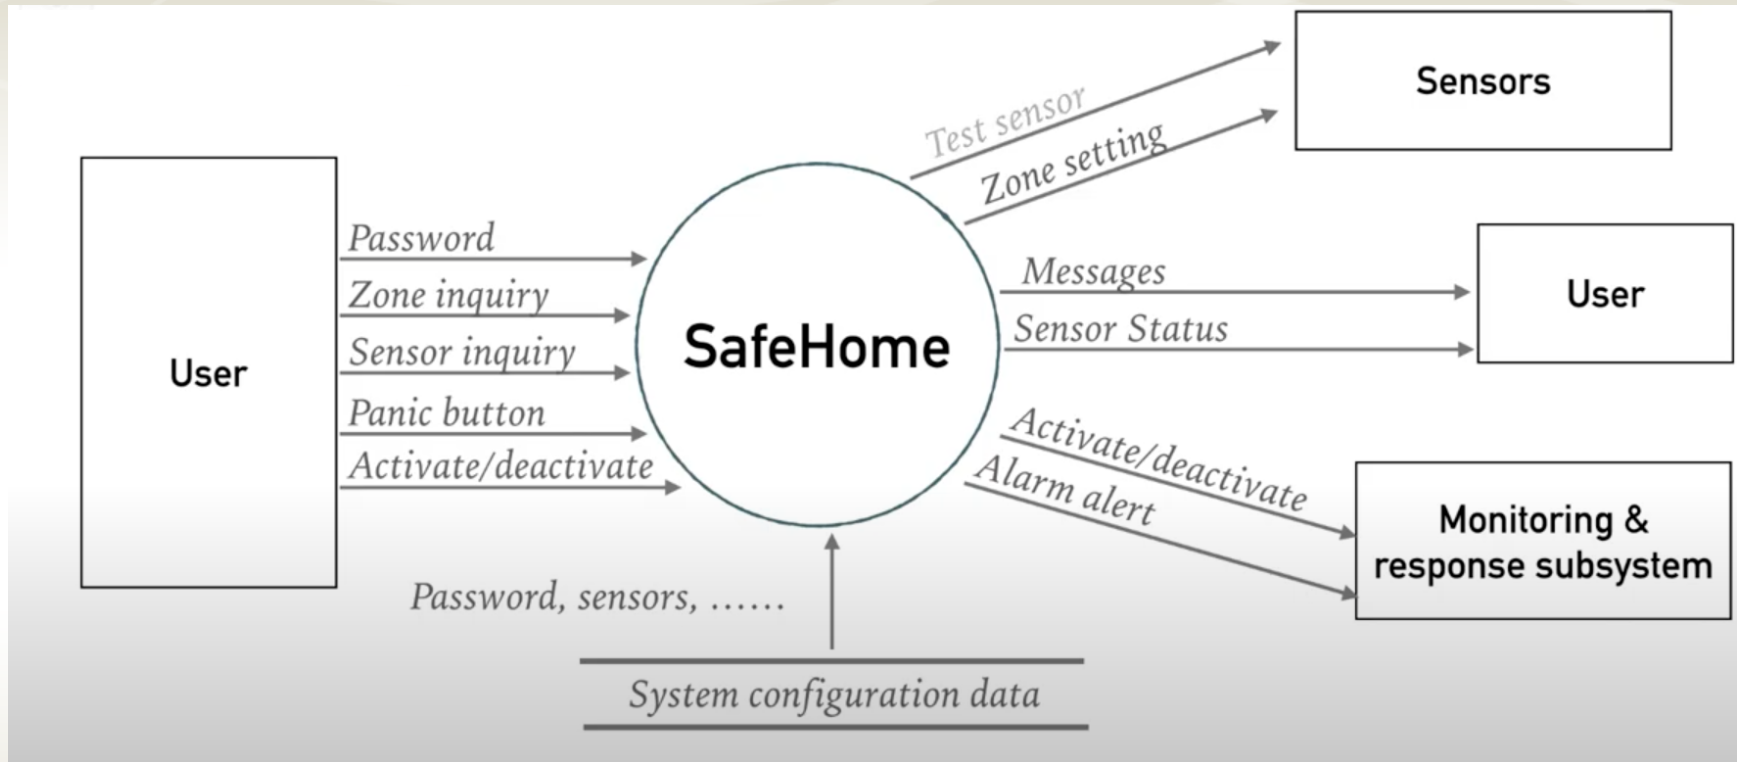 Sensors
Test sensor
Zone setting
User
Password
Zone inquiry
Sensor inquiry
Panic button
Activate/deactivate
SafeHome
Messages
Sensor Status
User
Activate/deactivate
Alarm alert
Monitoring &
response subsystem
Password, sensors, ......
System configuration data